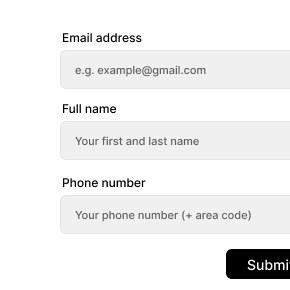 Email address
e.g. example@gmail.com
Full name
Your first and last name
Phone number
Your phone number (+ area code)
Submi